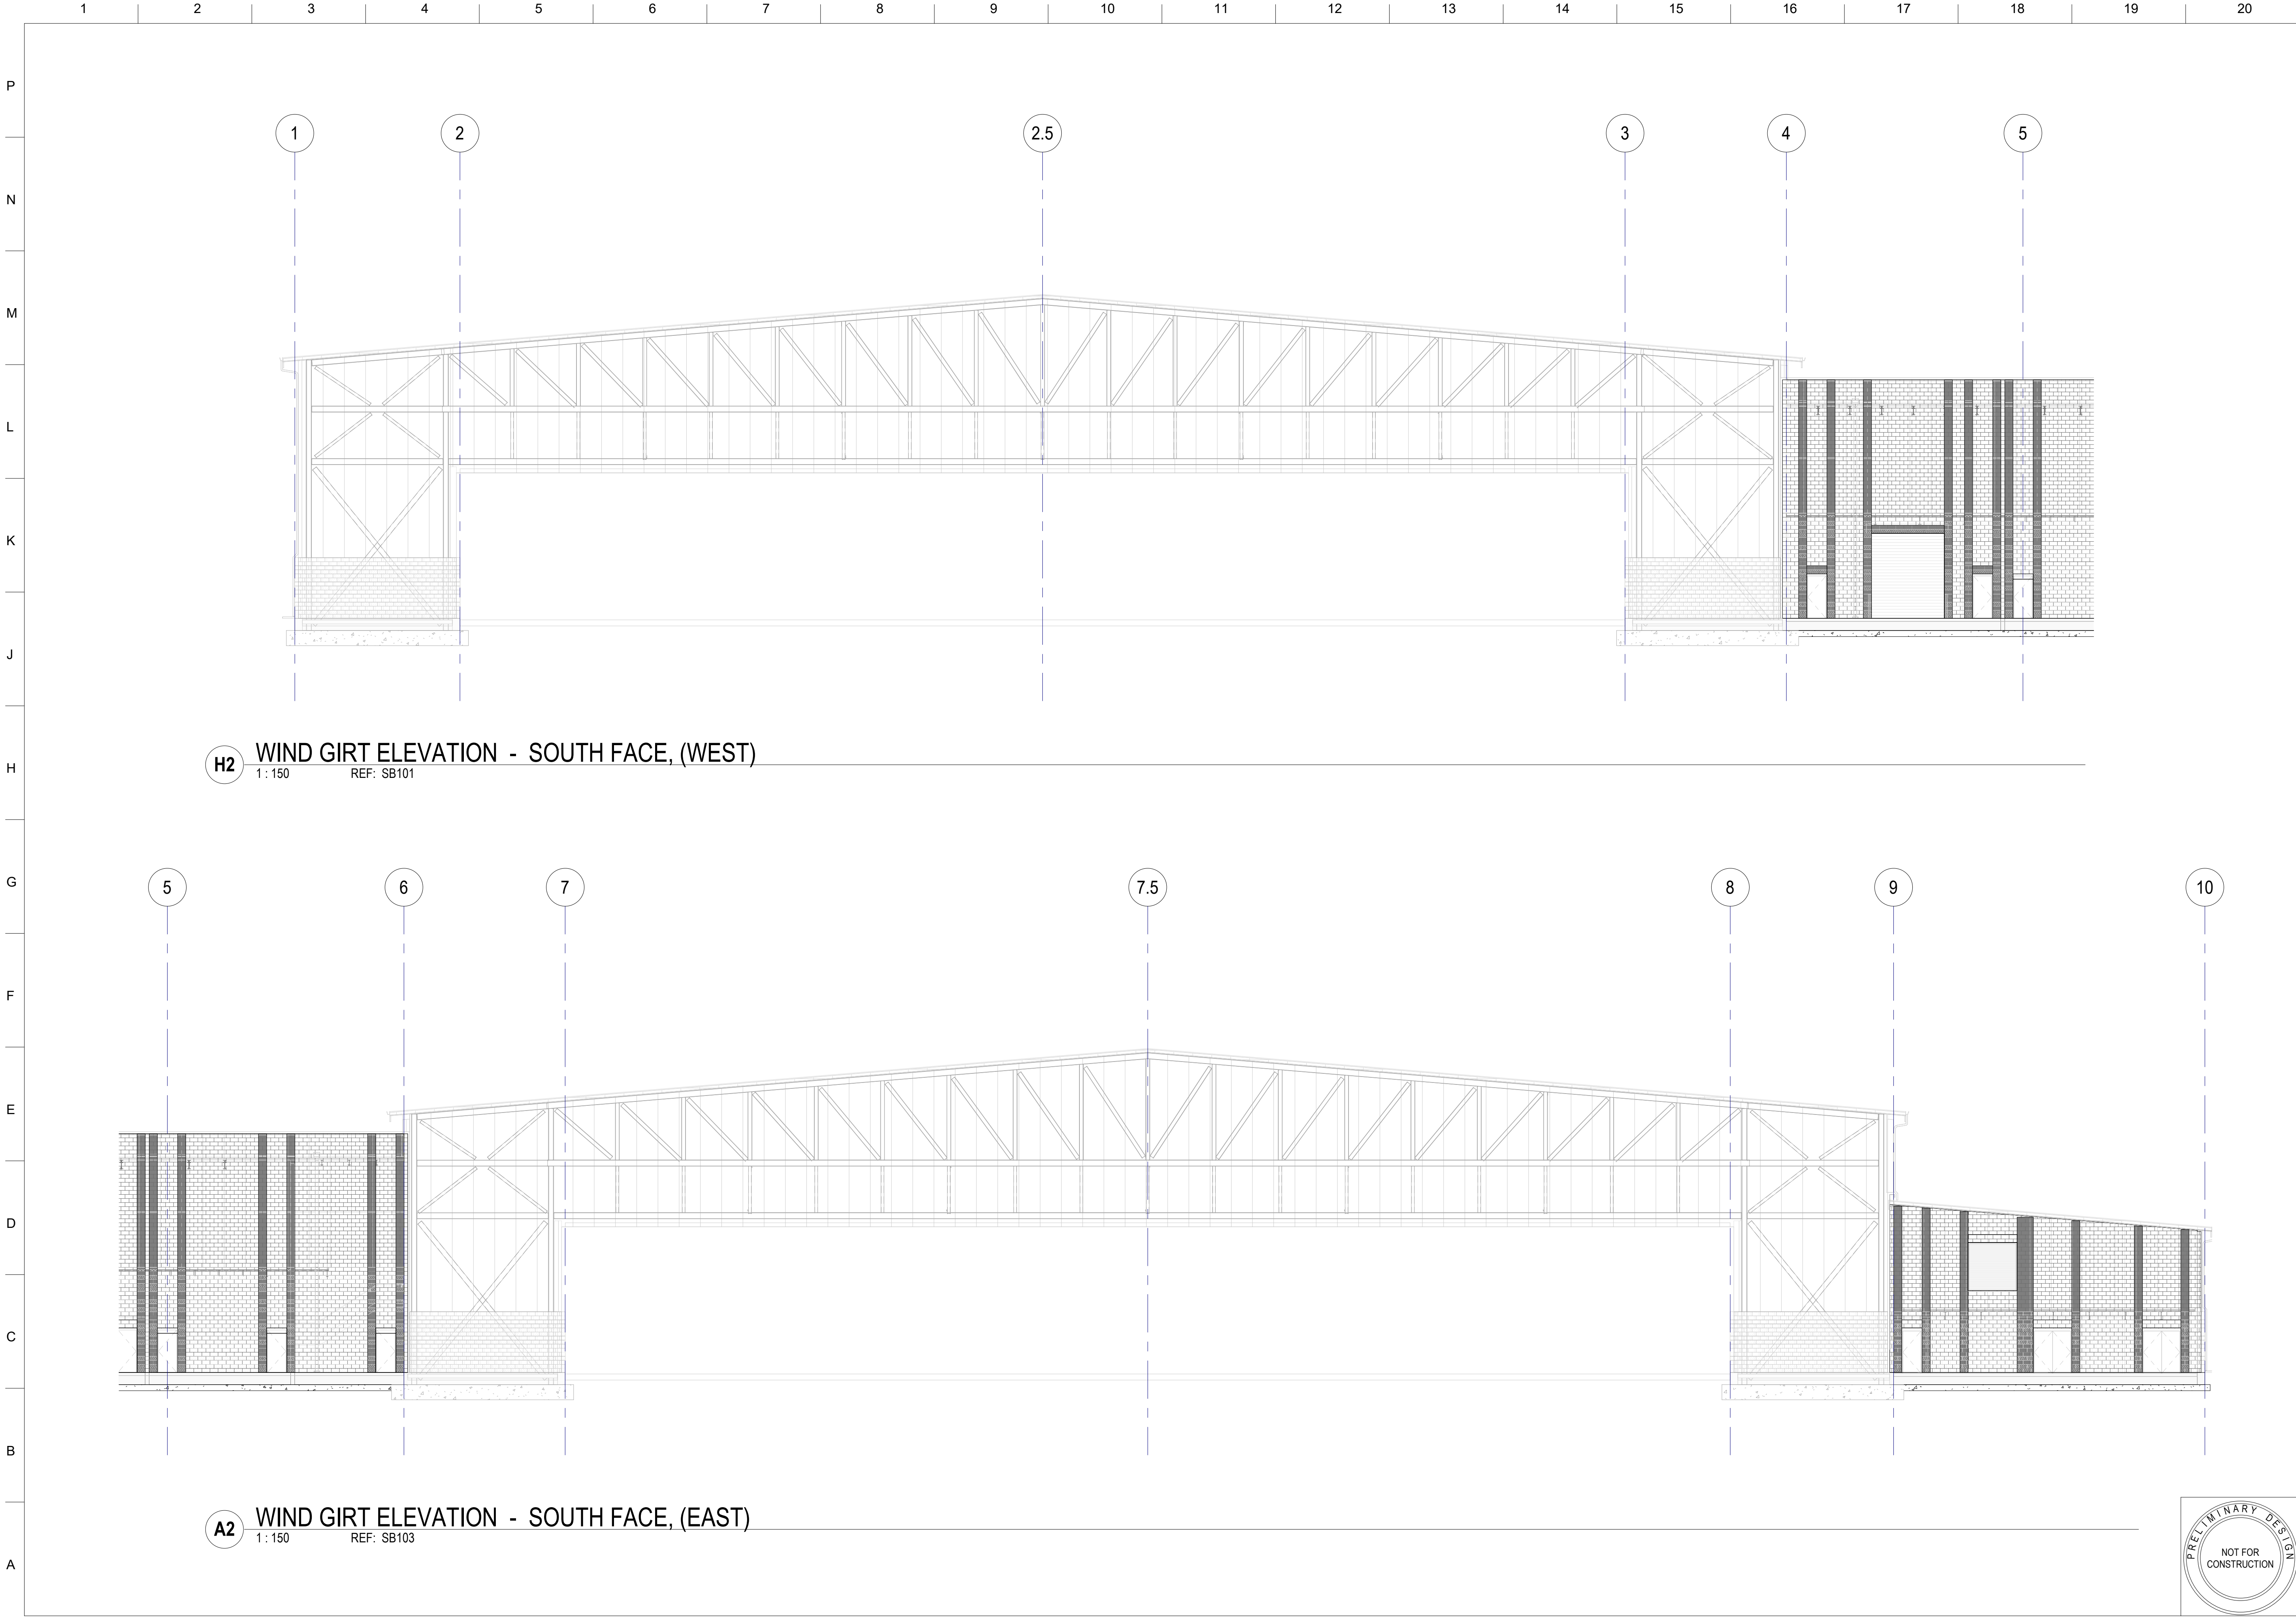 1 2 3 4 5 6 7 8 9 10 11 12 13 14 15 16 17 18 19 20
P
N
M
L
K
J
H
G
F
E
D
C
B
A
1 2 2.5 3 4 5
H2 WIND GIRT ELEVATION - SOUTH FACE, (WEST)
1 : 150 REF: SB101
5 6 7 7.5 8 9 10
A2 WIND GIRT ELEVATION - SOUTH FACE, (EAST)
1 : 150 REF: SB103
PRELIMINARY DESIGN
NOT FOR
CONSTRUCTION